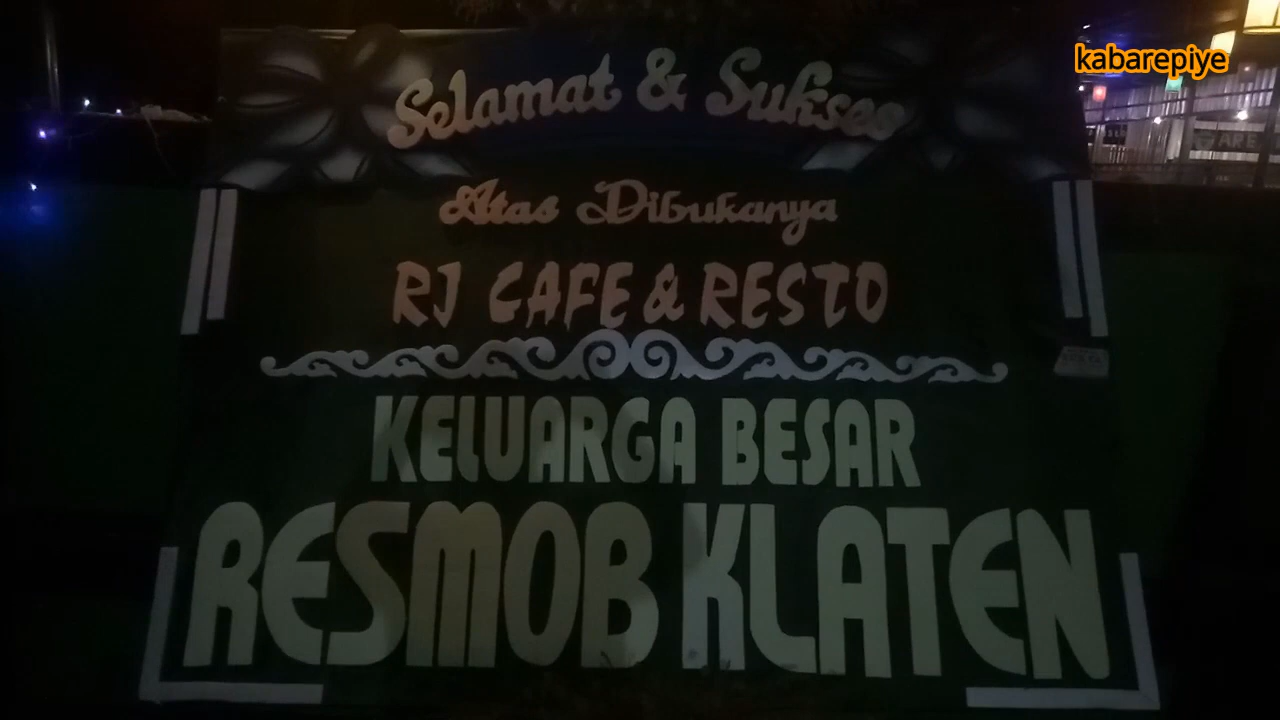 kabarepiye
Selamat & Sukses
Atas Dibukanya
RJ CAFE & RESTO
KELUARGA BESAR
RESMOB KLATEN